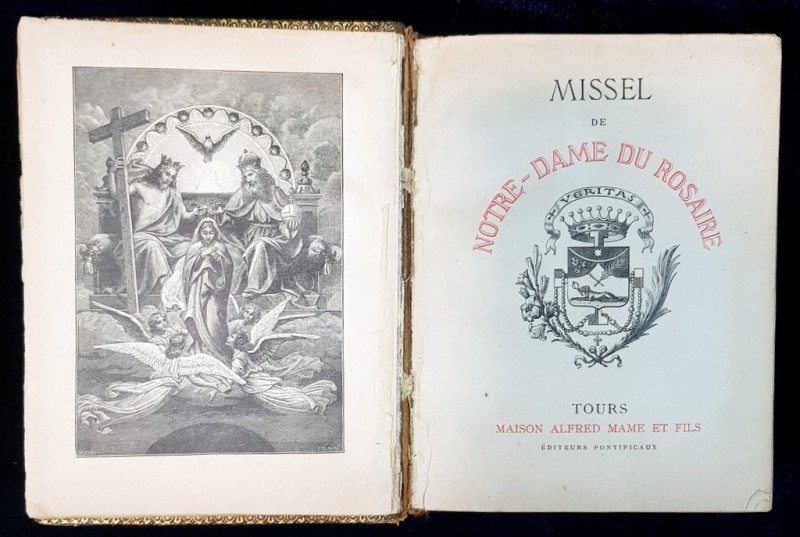 MISSEL
DE
NOTRE-DAME DU ROSAIRE
VERITAS
TOURS
MAISON ALFRED MAME ET FILS
ÉDITEURS PONTIFICAUX